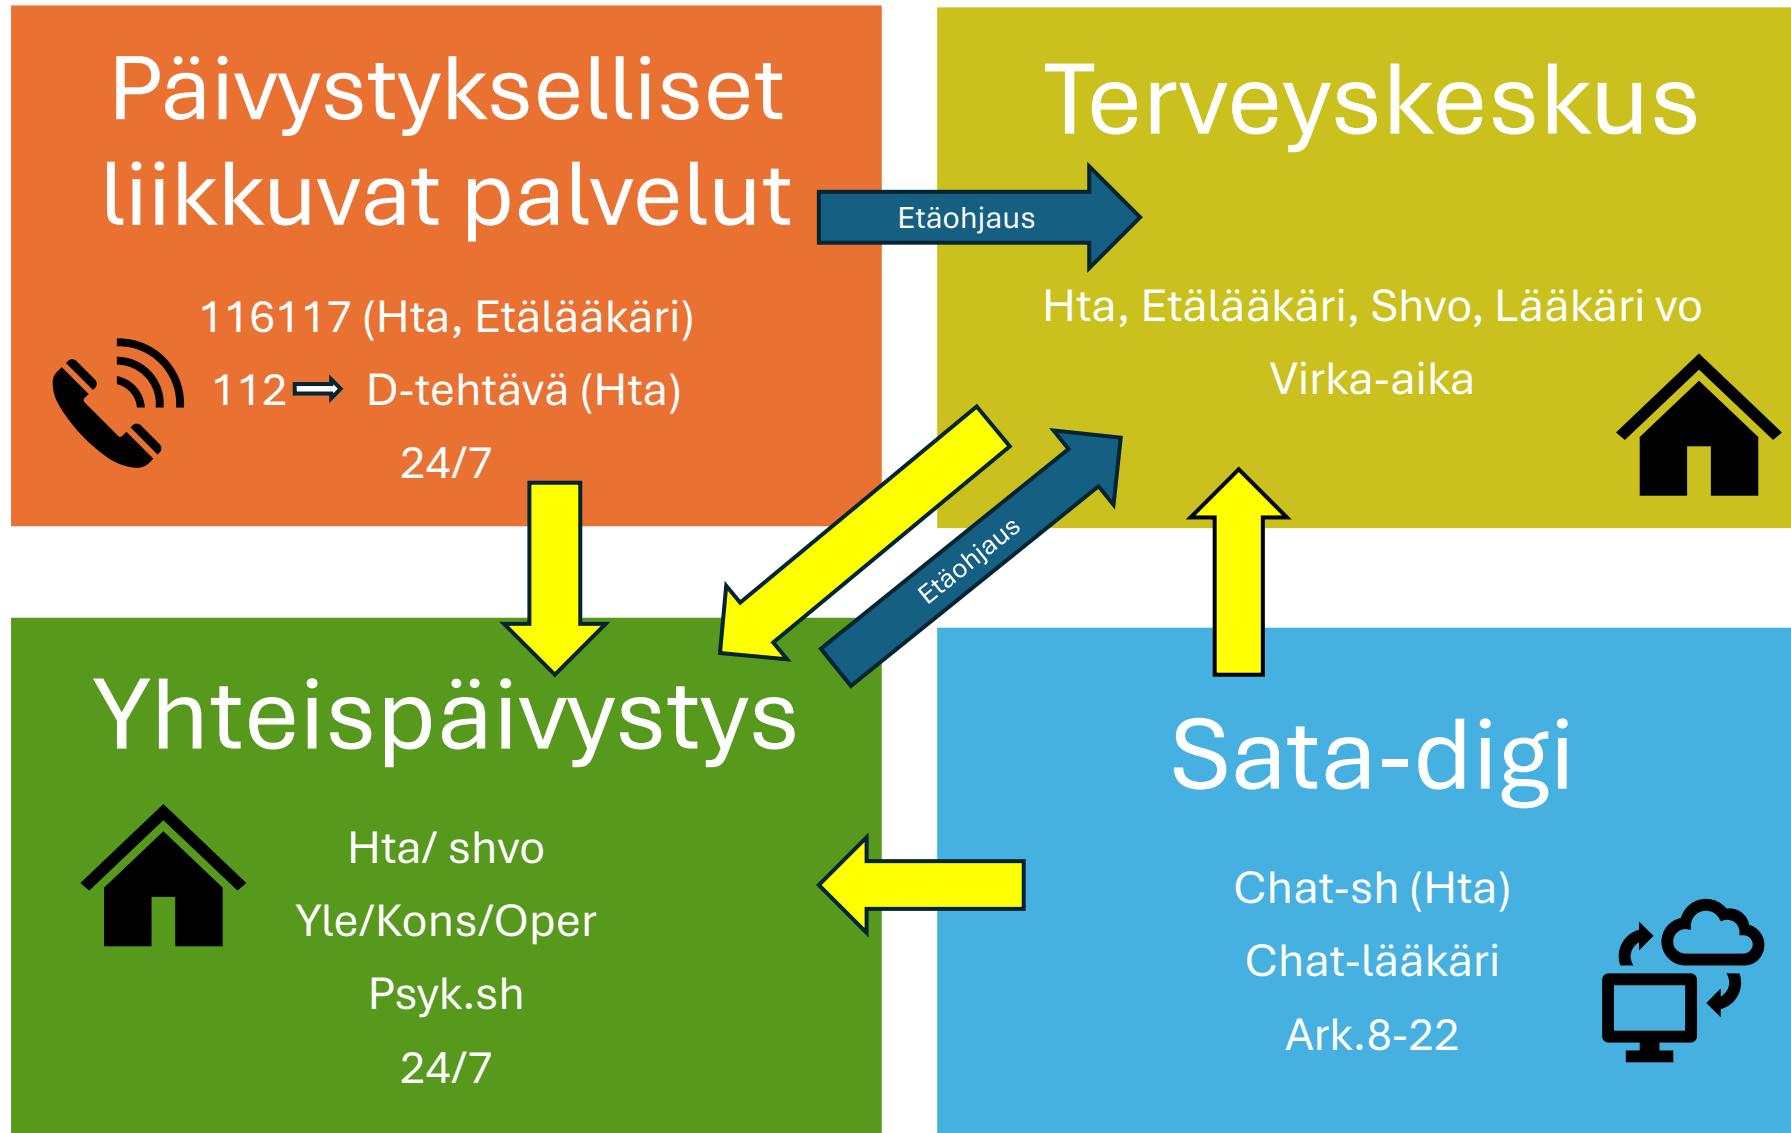 Päivystykselliset
liikkuvat palvelut
116117 (Hta, Etälääkäri)
112 D-tehtävä (Hta)
24/7
Etäohjaus
Terveyskeskus
Hta, Etälääkäri, Shvo, Lääkäri vo
Virka-aika
Etäohjaus
Yhteispäivystys
Hta/ shvo
Yle/Kons/Oper
Psyk.sh
24/7
Sata-digi
Chat-sh (Hta)
Chat-lääkäri
Ark.8-22